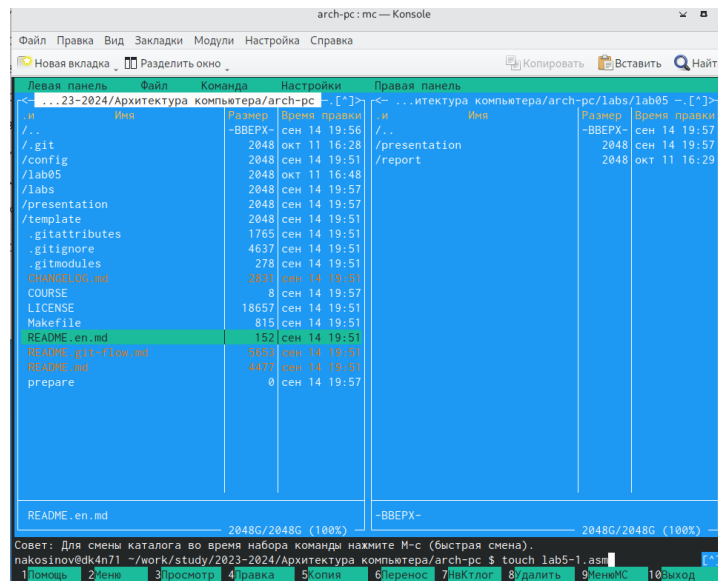 arch-pc : mc — Konsole
Файл Правка Вид Закладки Модули Настройка Справка
Новая вкладка Разделить окно Копировать Вставить Найт
Левая панель Файл Команда Настройки Правая панель
<— ...23-2024/Архитектура компьютера/arch-pc —.[^]>
.и Имя Размер Время правки
/.. -ВВЕРХ- сен 14 19:56
/.git 2048 окт 11 16:28
/config 2048 сен 14 19:51
/lab05 2048 окт 11 16:48
/labs 2048 сен 14 19:57
/presentation 2048 сен 14 19:57
/template 2048 сен 14 19:51
.gitattributes 1765 сен 14 19:51
.gitignore 4637 сен 14 19:51
.gitmodules 278 сен 14 19:51
CHANGELOG.md 2831 сен 14 19:51
COURSE 8 сен 14 19:57
LICENSE 18657 сен 14 19:51
Makefile 815 сен 14 19:51
README.en.md 152 сен 14 19:51
README.git-flow.md 5653 сен 14 19:51
README.md 4472 сен 14 19:51
prepare 0 сен 14 19:57
README.en.md
2048G/2048G (100%)
<— ...итектура компьютера/arch-pc/labs/lab05 —.[^]>
.и Имя Размер Время правки
/.. -ВВЕРХ- сен 14 19:57
/presentation 2048 сен 14 19:57
/report 2048 окт 11 16:29
-ВВЕРХ-
2048G/2048G (100%)
Совет: Для смены каталога во время набора команды нажмите M-c (быстрая смена).
nakosinov@dk4n71 ~/work/study/2023-2024/Архитектура компьютера/arch-pc $ touch lab5-1.asm [^]
1Помощь 2Меню 3Просмотр 4Правка 5Копия 6Перенос 7НвКтлог 8Удалить 9МенюМС 10Выход